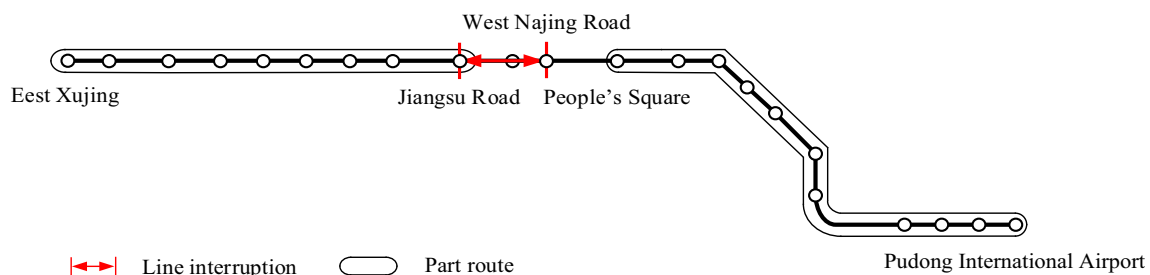 West Najing Road
Eest Xujing
Jiangsu Road
People's Square
Pudong International Airport
Line interruption
Part route